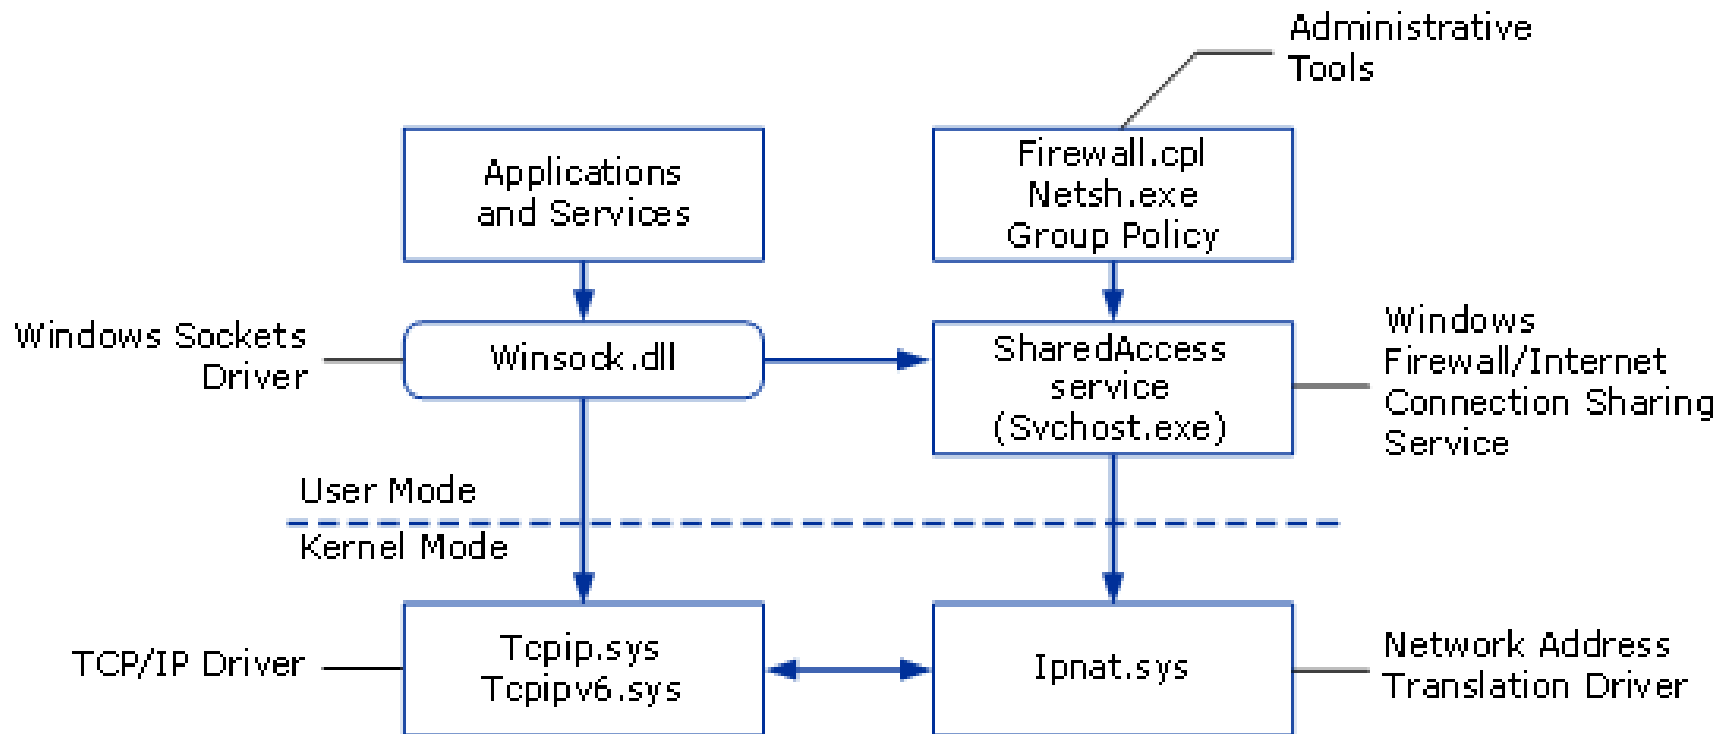 Administrative
Tools
Applications
and Services
Firewall.cpl
Netsh.exe
Group Policy
Windows Sockets
Driver
Winsock.dll
SharedAccess
service
(Svchost.exe)
Windows
Firewall/Internet
Connection Sharing
Service
User Mode
Kernel Mode
TCP/IP Driver
Tcpip.sys
Tcpipv6.sys
Ipnat.sys
Network Address
Translation Driver